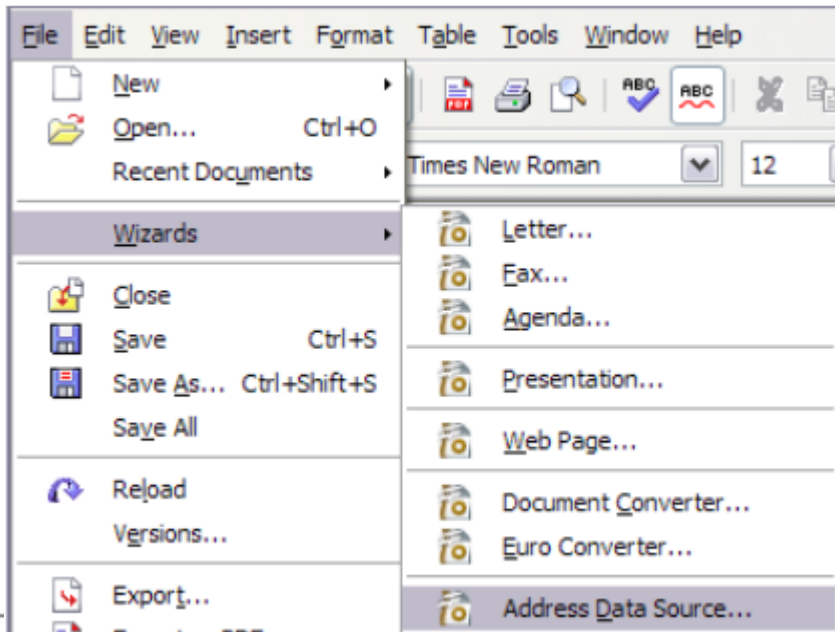 File Edit View Insert Format Table Tools Window Help
ABC ABC
Times New Roman 12
New
Open... Ctrl+O
Recent Documents
Wizards
Close
Save Ctrl+S
Save As... Ctrl+Shift+S
Save All
Reload
Versions...
Export...
Letter...
Fax...
Agenda...
Presentation...
Web Page...
Document Converter...
Euro Converter...
Address Data Source...